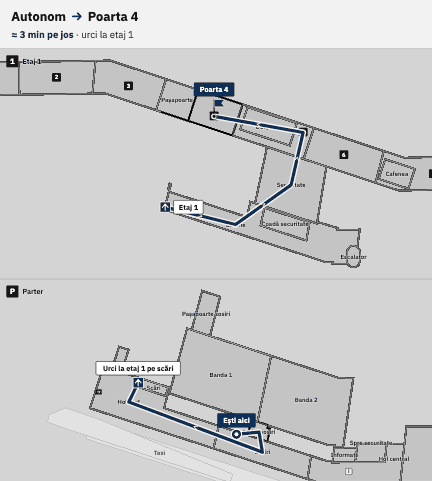 Autonom → Poarta 4
≈ 3 min pe jos · urci la etaj 1
1 Etaj 1
2
3
Pașapoarte
Poarta 4
6
Cafenea
Securitate
Etaj 1
Escalator
P Parter
Pașapoarte sosiri
Urci la etaj 1 pe scări
Scări
Banda 1
Banda 2
Ești aici
Taxi
Spre securitate
Informații
Hol central